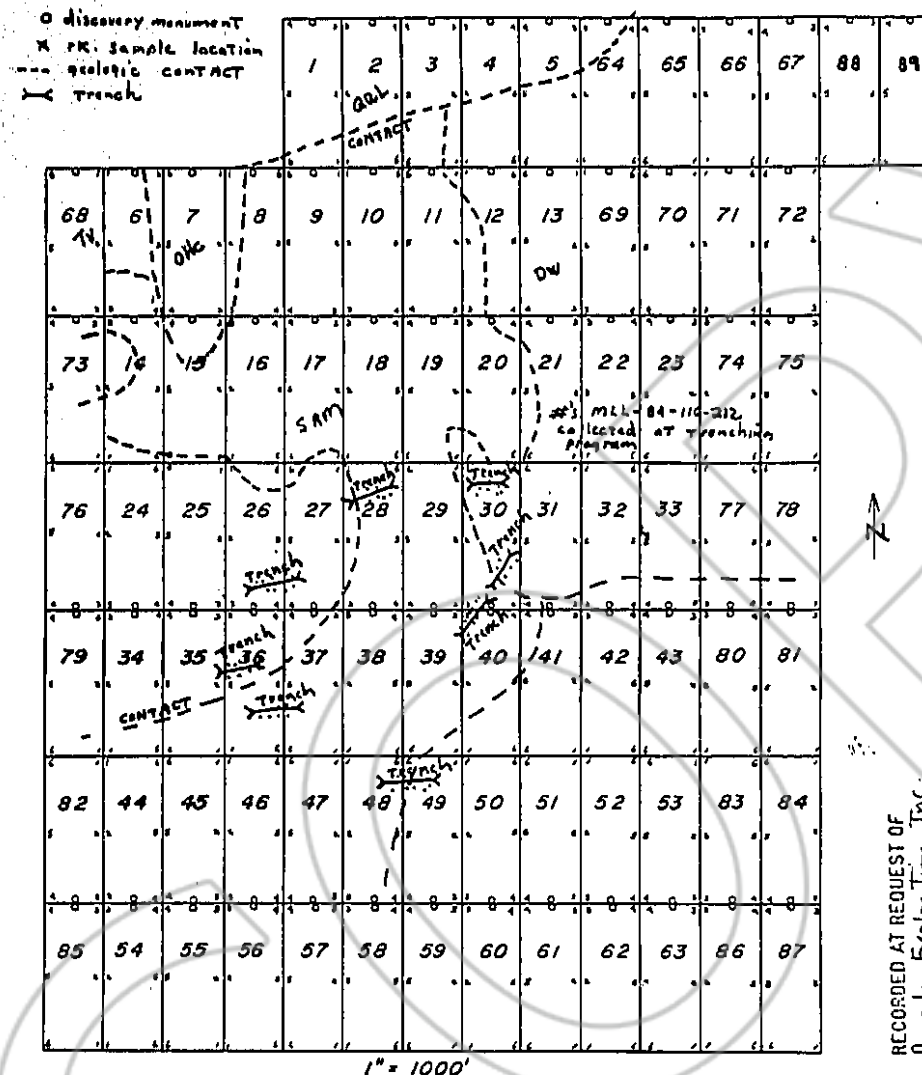 o discovery monument
x rk. sample location
--- geologic contact
Trench
1 2 3 4 5 64 65 66 67 88 89
QAL
CONTACT
68 6 7 8 9 10 11 12 13 69 70 71 72
TV
OHC
DW
73 14 15 16 17 18 19 20 21 22 23 74 75
#'s MLL-84-110-212
collected at Trenching
program
SRM
Trench
Trench
76 24 25 26 27 28 29 30 31 32 33 77 78
Trench
Trench
N
79 34 35 36 37 38 39 40 41 42 43 80 81
Trench
Trench
Trench
CONTACT
Trench
82 44 45 46 47 48 49 50 51 52 53 83 84
85 54 55 56 57 58 59 60 61 62 63 86 87
1" = 1000'
RECORDED AT REQUEST OF
Inc.
COPY